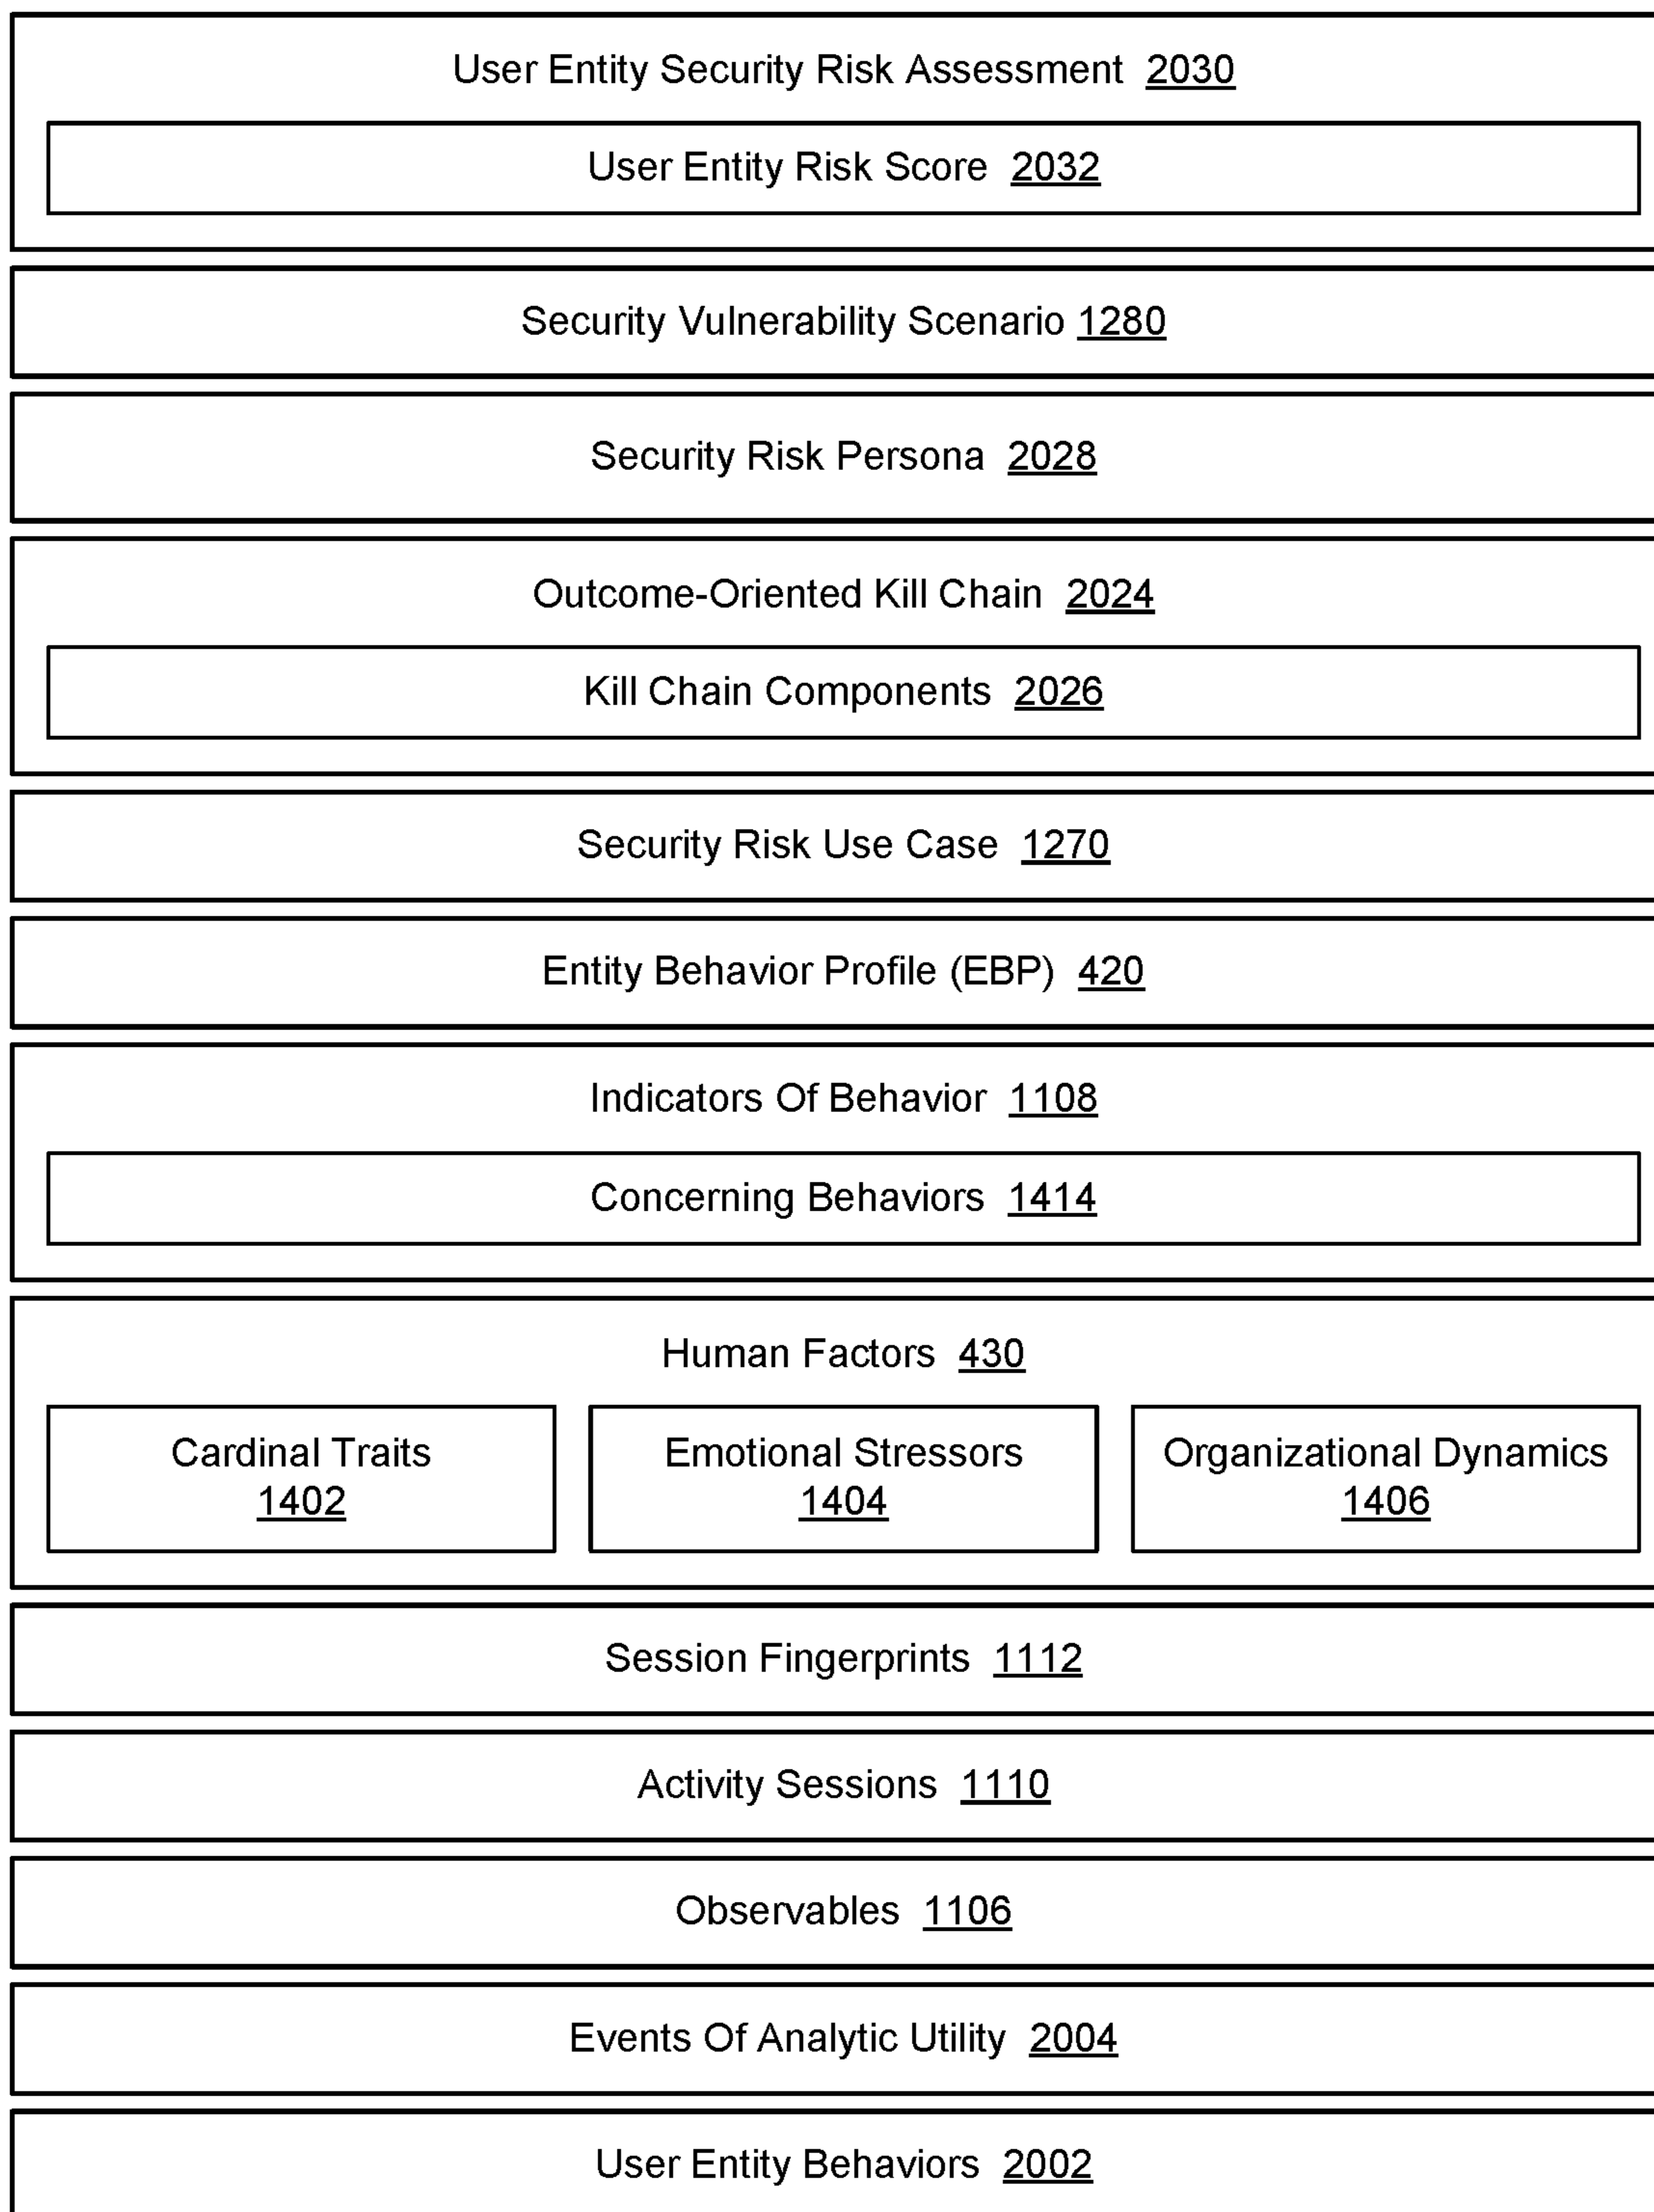 User Entity Security Risk Assessment 2030
User Entity Risk Score 2032
Security Vulnerability Scenario 1280
Security Risk Persona 2028
Outcome-Oriented Kill Chain 2024
Kill Chain Components 2026
Security Risk Use Case 1270
Entity Behavior Profile (EBP) 420
Indicators Of Behavior 1108
Concerning Behaviors 1414
Human Factors 430
Cardinal Traits
1402
Emotional Stressors
1404
Organizational Dynamics
1406
Session Fingerprints 1112
Activity Sessions 1110
Observables 1106
Events Of Analytic Utility 2004
User Entity Behaviors 2002